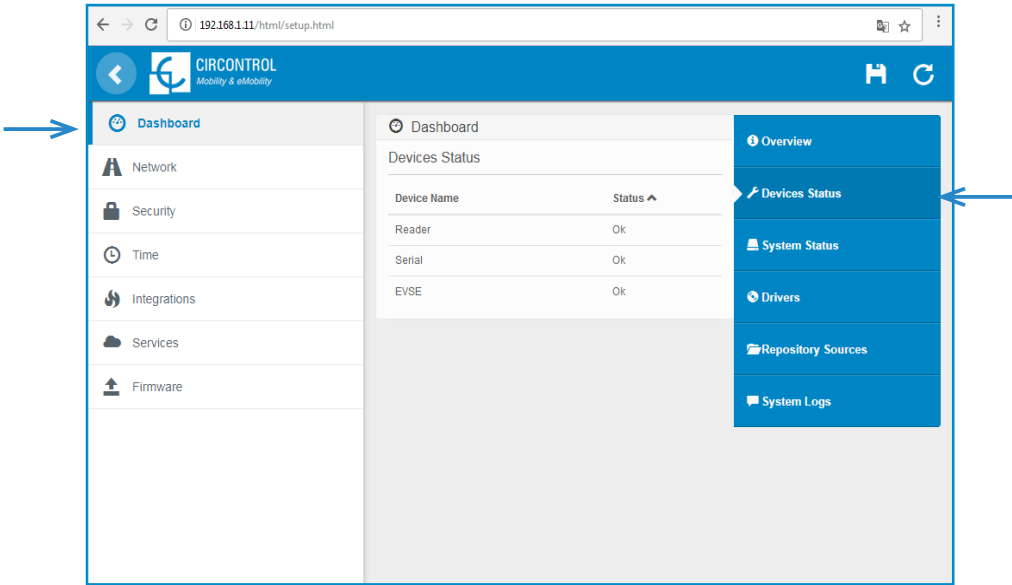 192.168.1.11/html/setup.html
CIRCONTROL
Mobility & eMobility
Dashboard
Network
Security
Time
Integrations
Services
Firmware
Dashboard
Devices Status
Device Name Status
Reader Ok
Serial Ok
EVSE Ok
Overview
Devices Status
System Status
Drivers
Repository Sources
System Logs